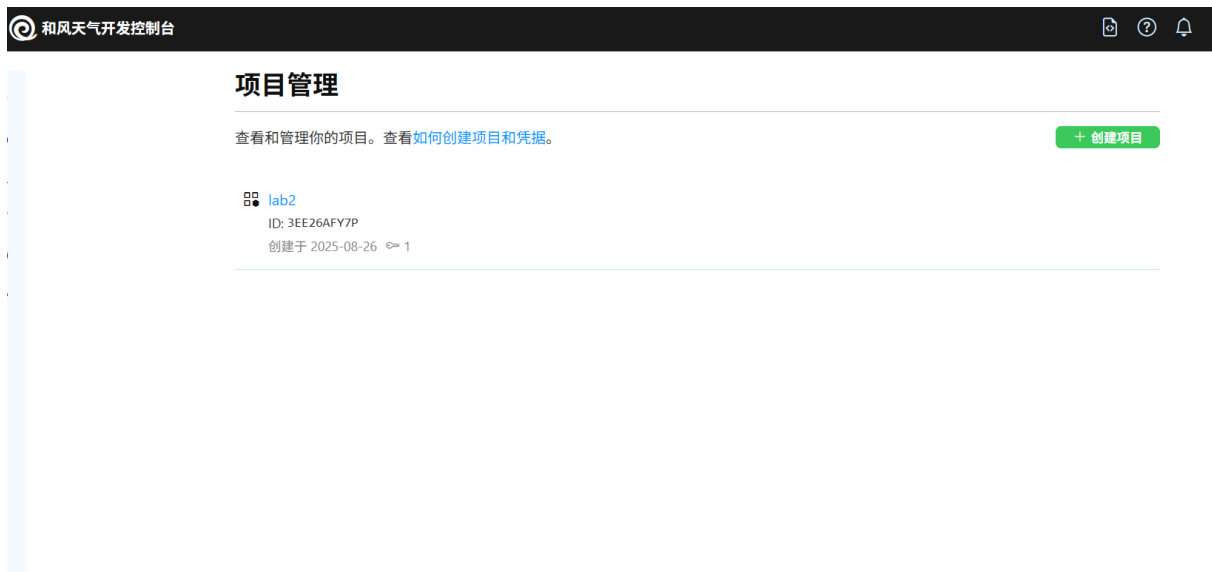 和风天气开发控制台
项目管理
查看和管理你的项目。查看如何创建项目和凭据。
+ 创建项目
lab2
ID: 3EE26AFY7P
创建于 2025-08-26 1